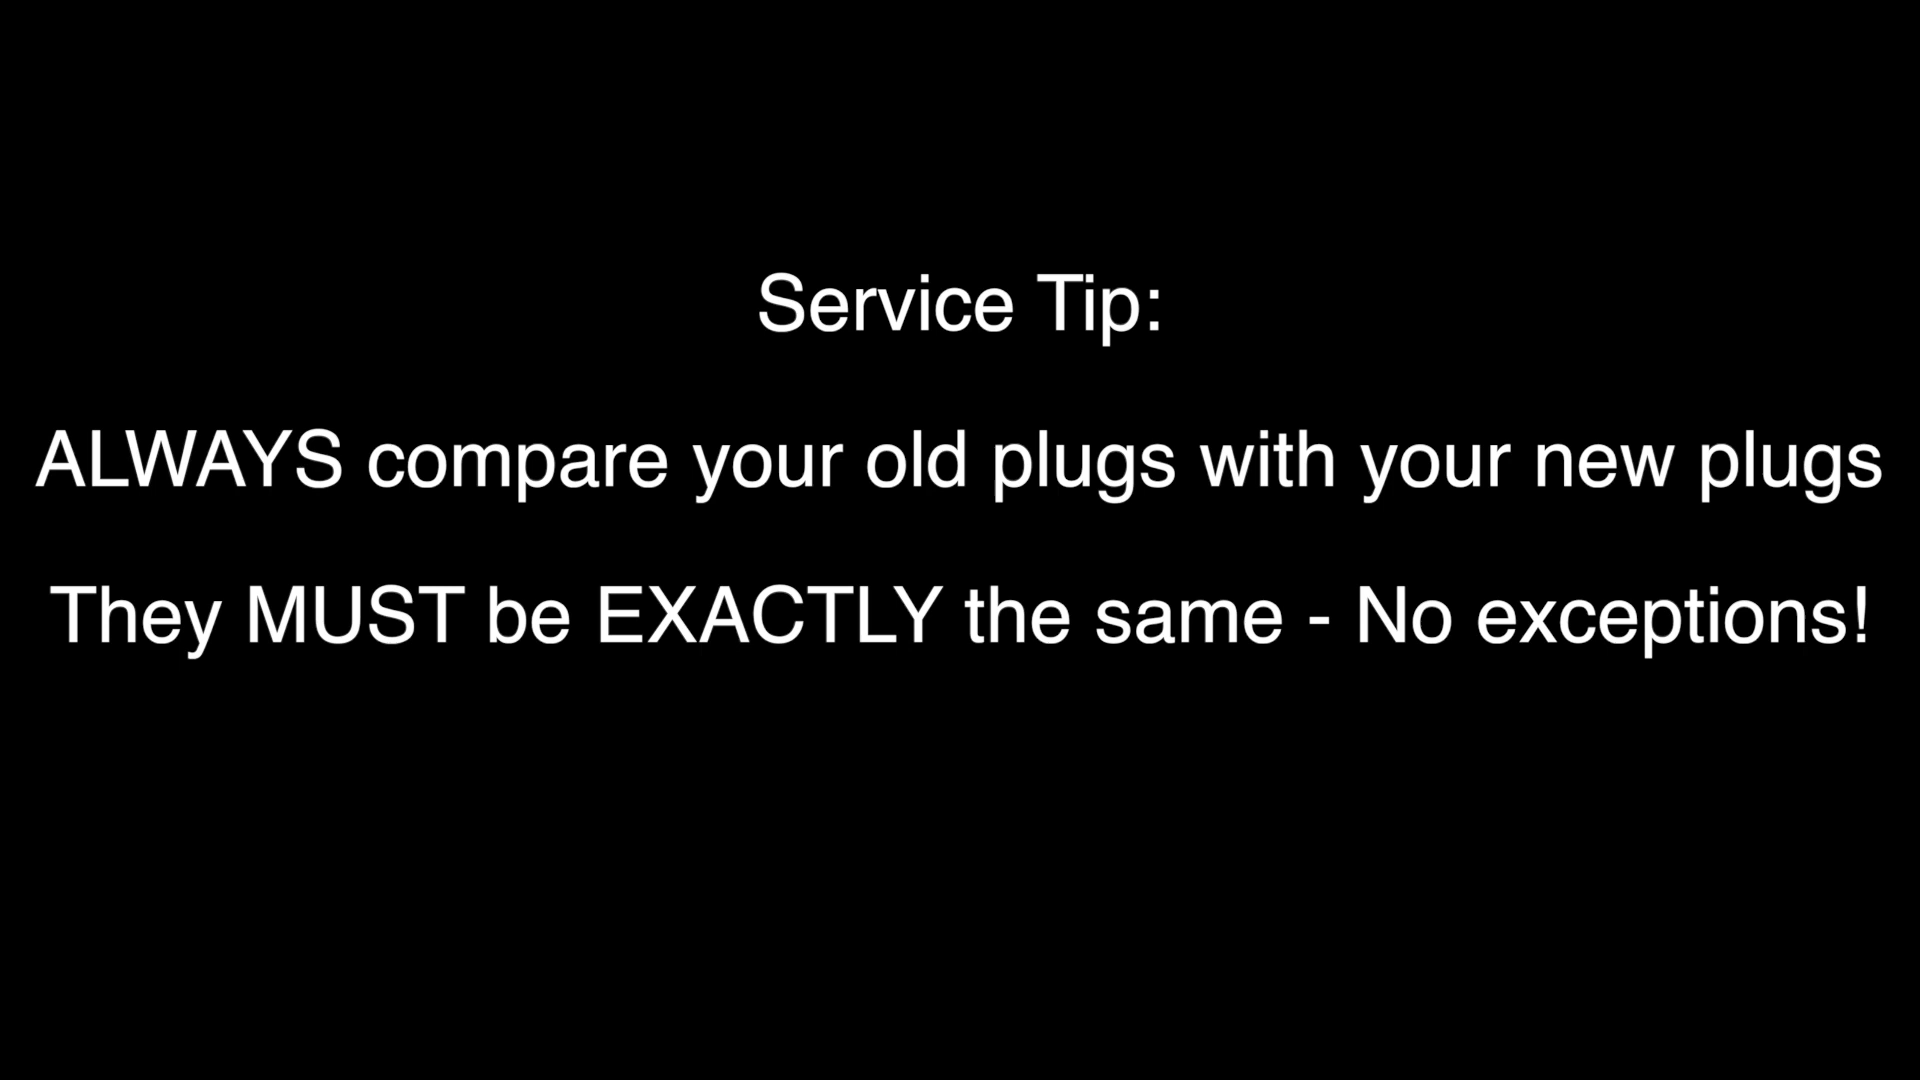 Service Tip:
ALWAYS compare your old plugs with your new plugs
They MUST be EXACTLY the same - No exceptions!